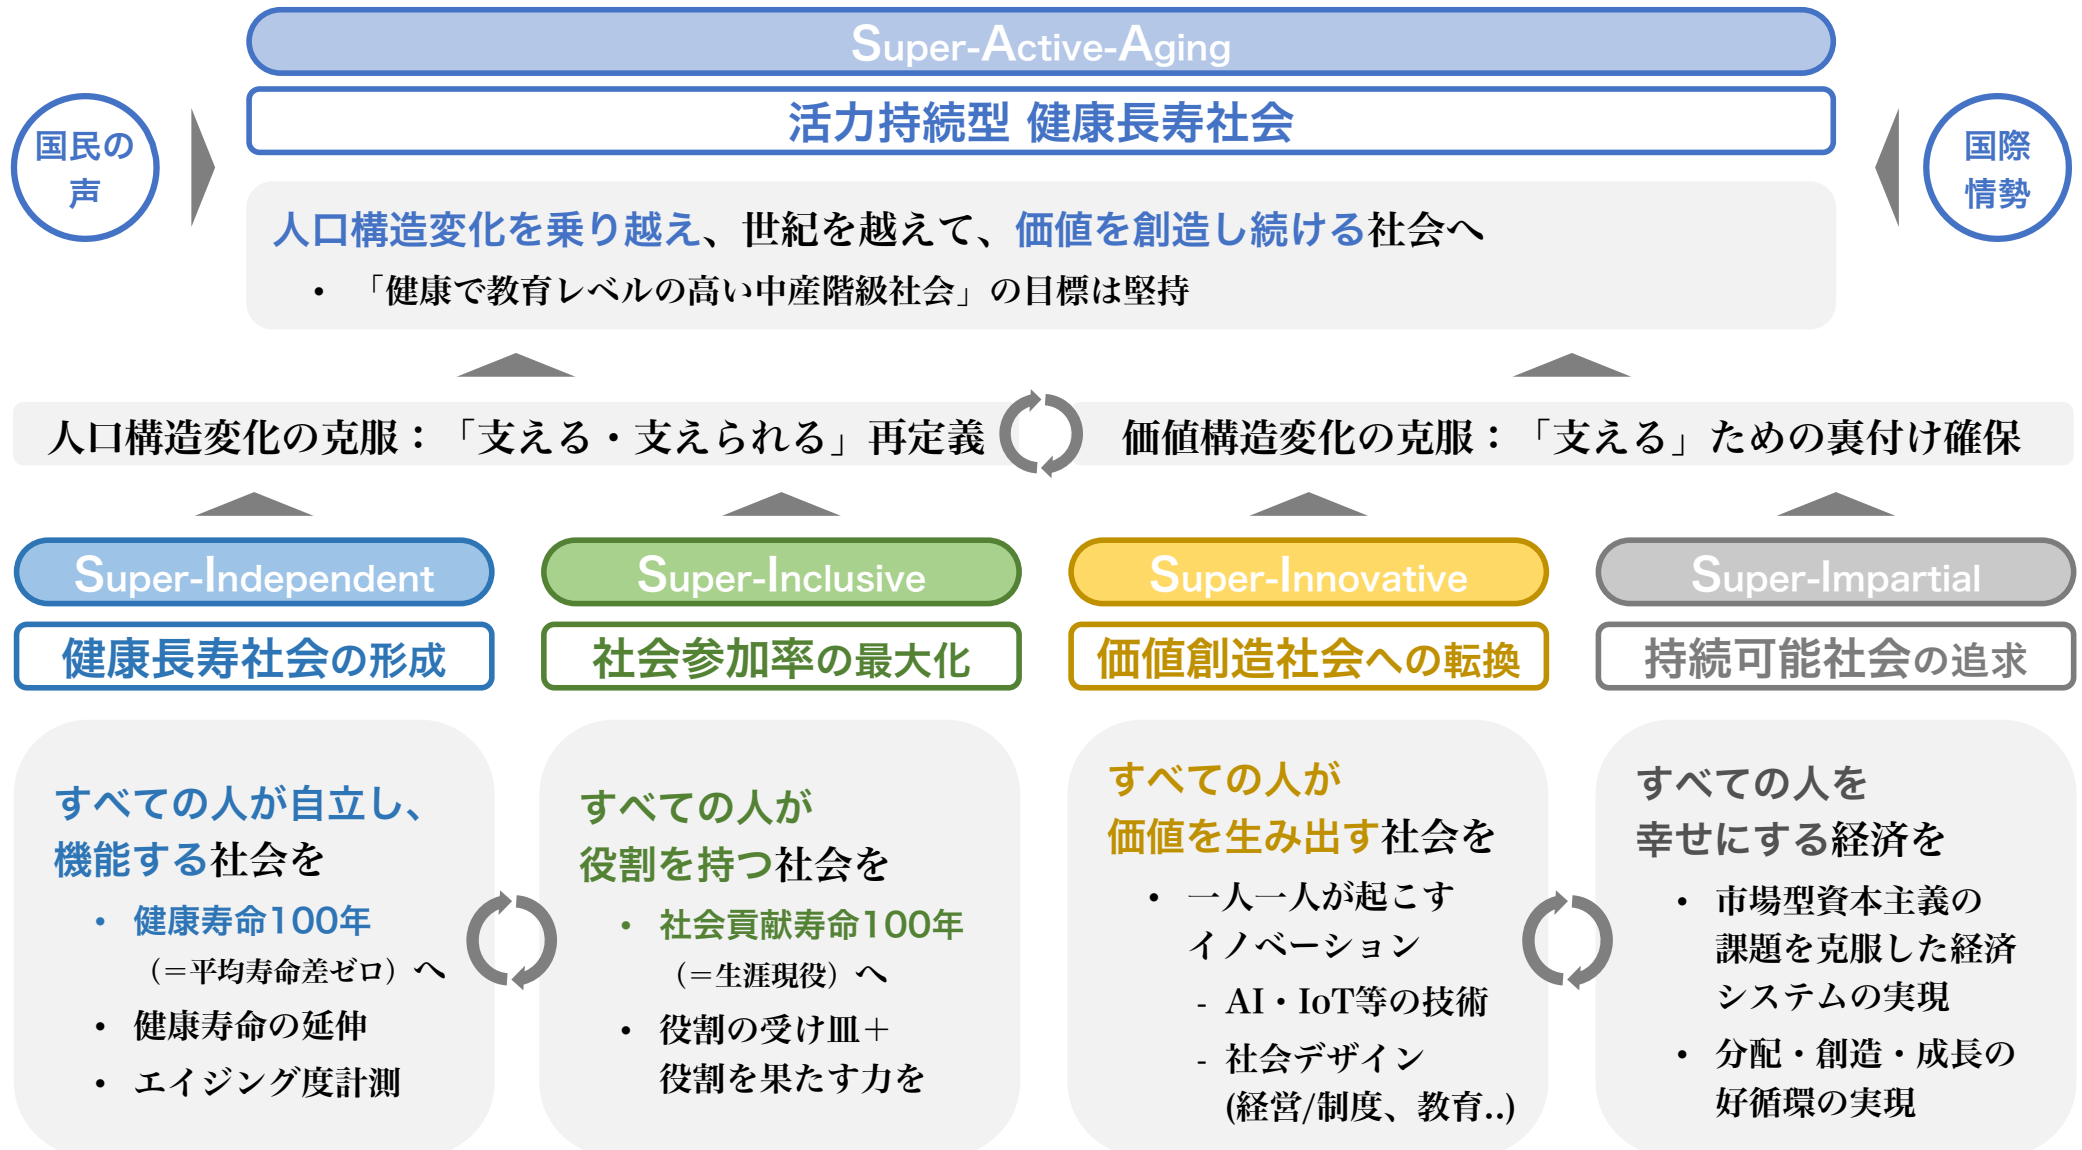 Super-Active-Aging
活力持続型 健康長寿社会
国民の
声
国際
情勢
人口構造変化を乗り越え、世紀を越えて、価値を創造し続ける社会へ
• 「健康で教育レベルの高い中産階級社会」の目標は堅持
人口構造変化の克服：「支える・支えられる」再定義
価値構造変化の克服：「支える」ための裏付け確保
Super-Independent
健康長寿社会の形成
すべての人が自立し、
機能する社会を
• 健康寿命100年
（＝平均寿命差ゼロ）へ
• 健康寿命の延伸
• エイジング度計測
Super-Inclusive
社会参加率の最大化
すべての人が
役割を持つ社会を
• 社会貢献寿命100年
（＝生涯現役）へ
• 役割の受け皿＋
役割を果たす力を
Super-Innovative
価値創造社会への転換
すべての人が
価値を生み出す社会を
• 一人一人が起こす
イノベーション
- AI・IoT等の技術
- 社会デザイン
(経営/制度、教育..)
Super-Impartial
持続可能社会の追求
すべての人を
幸せにする経済を
• 市場型資本主義の
課題を克服した経済
システムの実現
• 分配・創造・成長の
好循環の実現